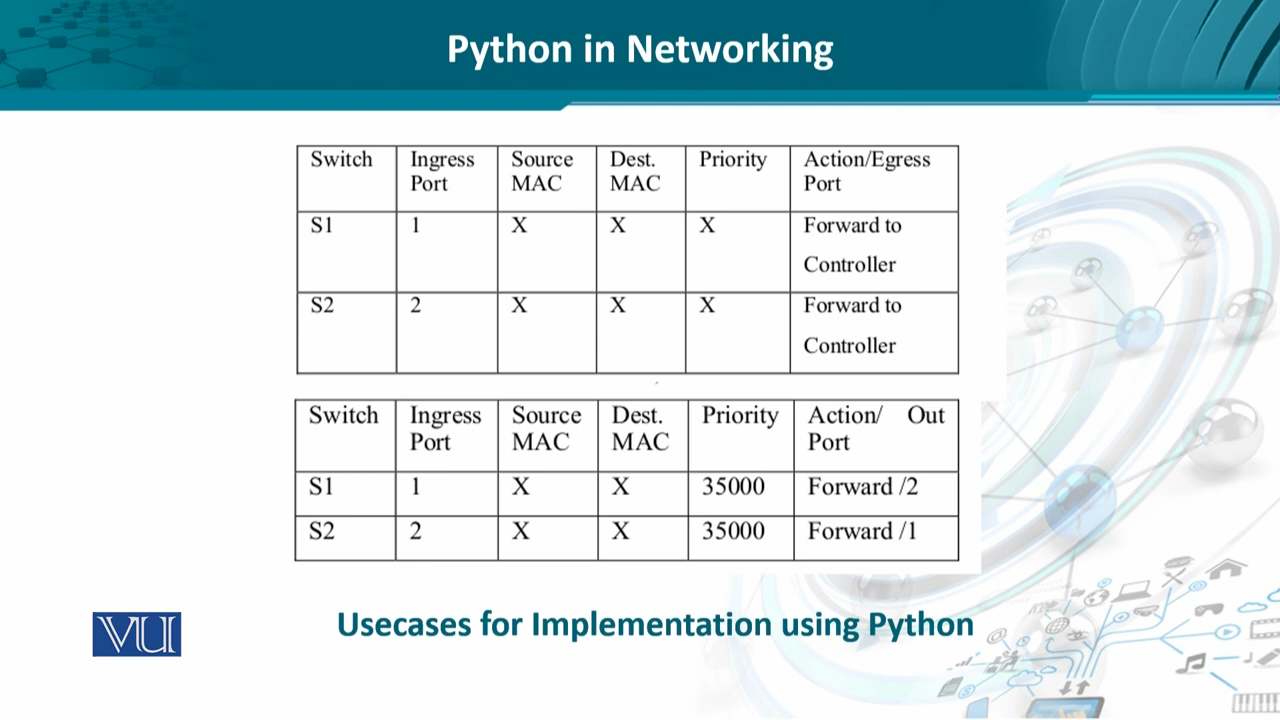 Python in Networking
Switch Ingress Port Source MAC Dest. MAC Priority Action/Egress Port
S1 1 X X X Forward to Controller
S2 2 X X X Forward to Controller
Switch Ingress Port Source MAC Dest. MAC Priority Action/ Out Port
S1 1 X X 35000 Forward /2
S2 2 X X 35000 Forward /1
VU
Usecases for Implementation using Python